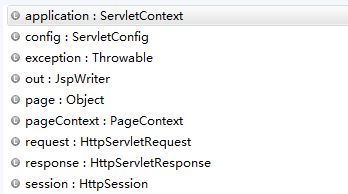 application : ServletContext
config : ServletConfig
exception : Throwable
out : JspWriter
page : Object
pageContext : PageContext
request : HttpServletRequest
response : HttpServletResponse
session : HttpSession